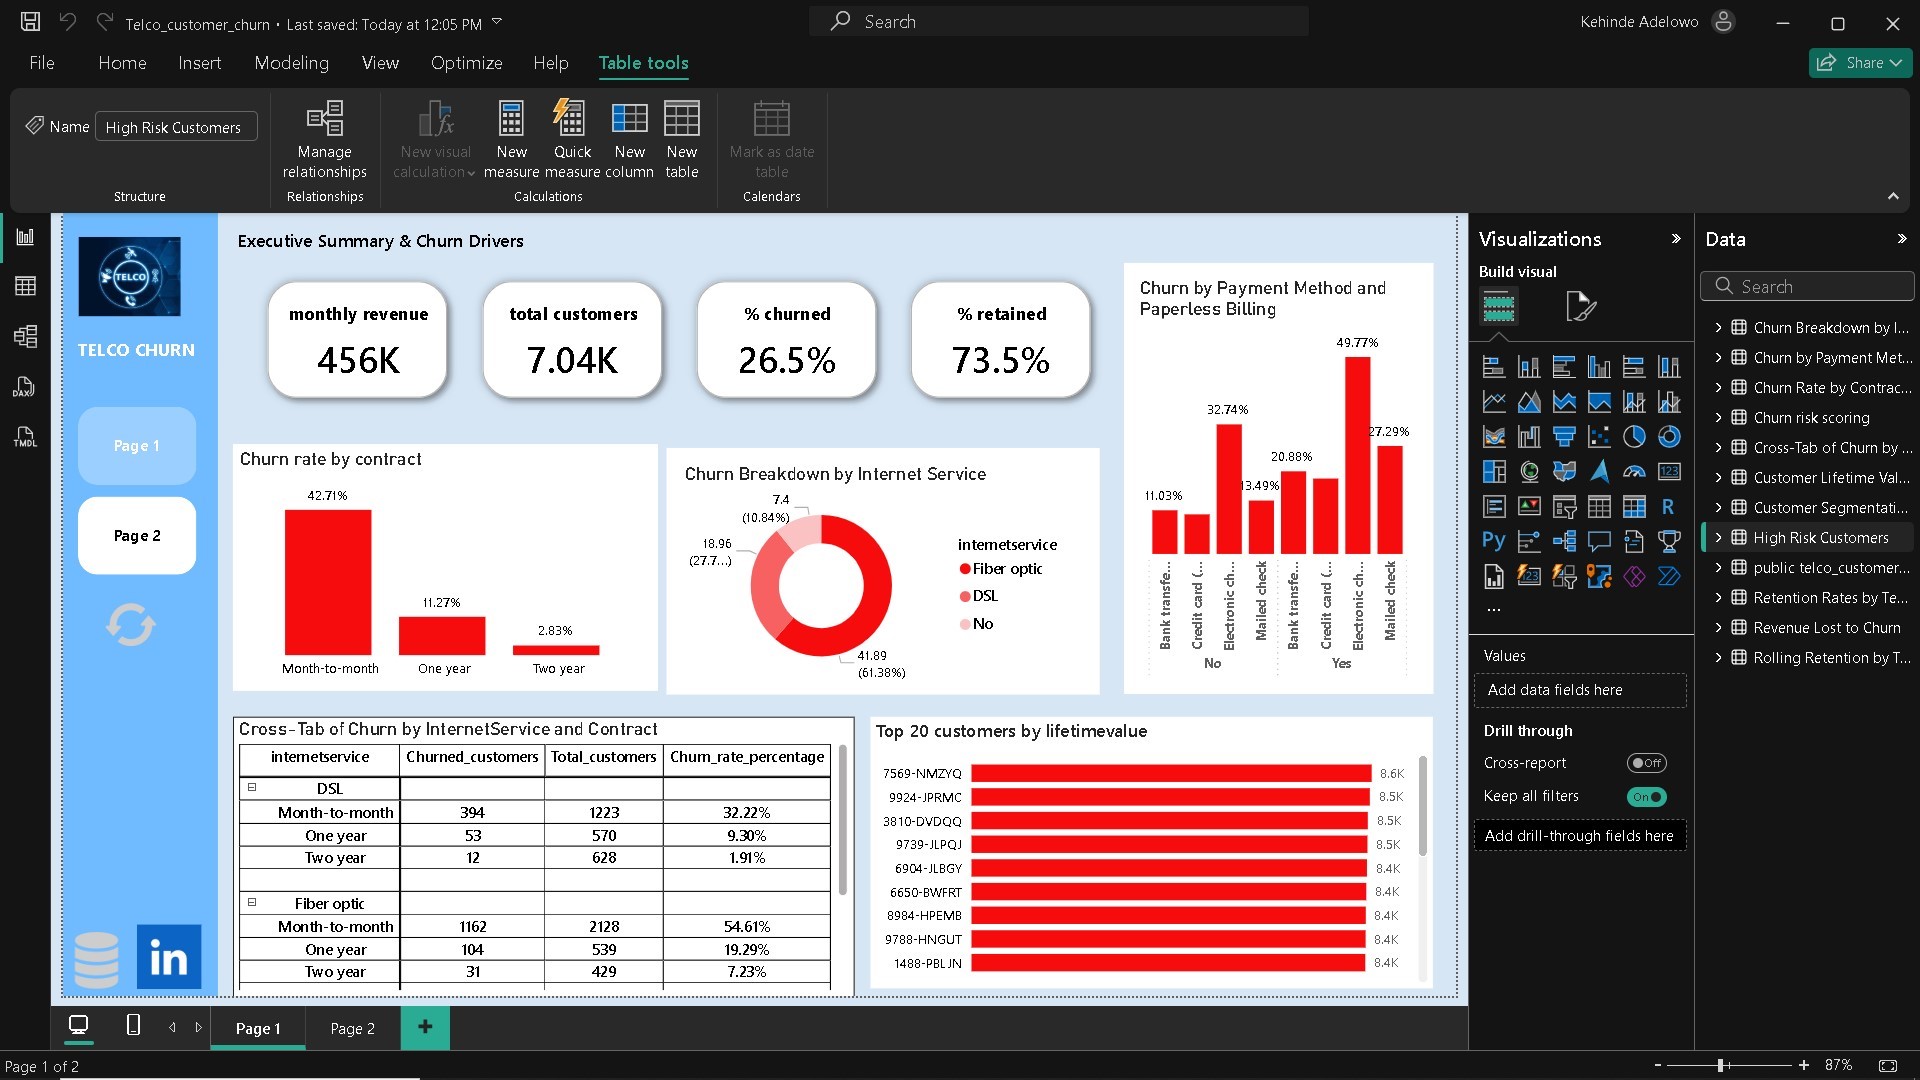 Telco_customer_churn • Last saved: Today at 12:05 PM
Search
Kehinde Adelowo
File Home Insert Modeling View Optimize Help Table tools
Share
Name High Risk Customers
Manage relationships
New visual calculation
New measure
Quick measure
New column
New table
Mark as date table
Structure
Relationships
Calculations
Calendars
DAX
TMDL
TELCO
TELCO CHURN
Page 1
Page 2
in
Executive Summary & Churn Drivers
monthly revenue
456K
total customers
7.04K
% churned
26.5%
% retained
73.5%
Churn by Payment Method and
Paperless Billing
49.77%
32.74%
27.29%
20.88%
13.49%
11.03%
Bank transfe...
Credit card (...
Electronic ch...
Mailed check
Bank transfe...
Credit card (...
Electronic ch...
Mailed check
No
Yes
Churn rate by contract
42.71%
11.27%
2.83%
Month-to-month
One year
Two year
Churn Breakdown by Internet Service
7.4
(10.84%)
18.96
(27.7...)
41.89
(61.38%)
internetservice
Fiber optic
DSL
No
Cross-Tab of Churn by InternetService and Contract
internetservice Churned_customers Total_customers Churn_rate_percentage
DSL
Month-to-month 394 1223 32.22%
One year 53 570 9.30%
Two year 12 628 1.91%
Fiber optic
Month-to-month 1162 2128 54.61%
One year 104 539 19.29%
Two year 31 429 7.23%
Top 20 customers by lifetimevalue
7569-NMZYQ 8.6K
9924-JPRMC 8.5K
3810-DVDQQ 8.5K
9739-JLPQJ 8.5K
6904-JLBGY 8.4K
6650-BWFRT 8.4K
8984-HPEMB 8.4K
9788-HNGUT 8.4K
1488-PBLJN 8.4K
Visualizations
Build visual
123
R
Py
123
...
Values
Add data fields here
Drill through
Cross-report Off
Keep all filters On
Add drill-through fields here
Data
Search
Churn Breakdown by I...
Churn by Payment Met...
Churn Rate by Contrac...
Churn risk scoring
Cross-Tab of Churn by ...
Customer Lifetime Val...
Customer Segmentati...
High Risk Customers
public telco_customer...
Retention Rates by Te...
Revenue Lost to Churn
Rolling Retention by T...
Page 1
Page 2
+
Page 1 of 2
- + 87%